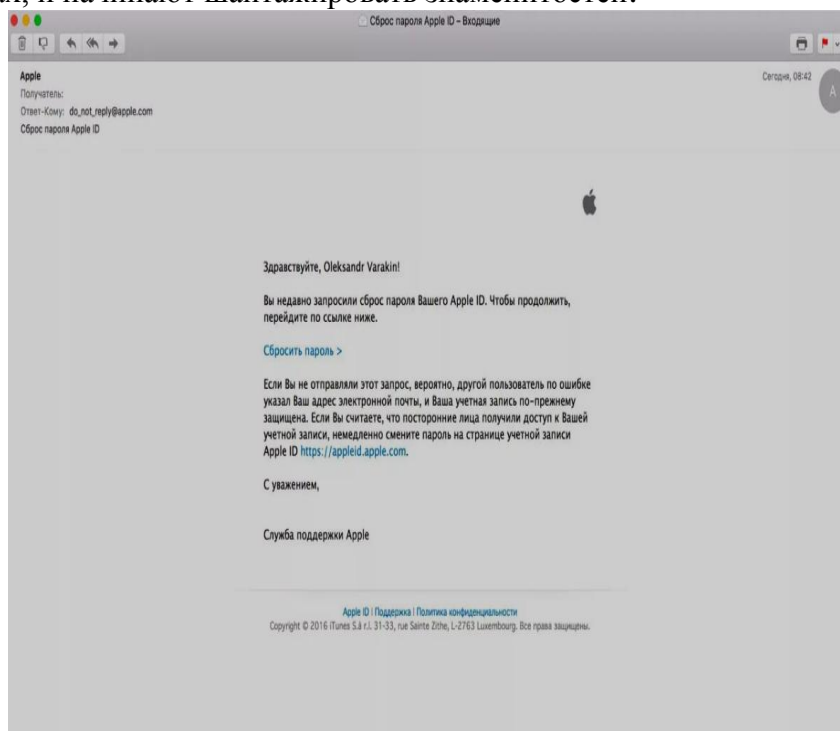 и начинают шантажировать знаменитостей.
Сброс пароля Apple ID – Входящие
Apple
Сегодня, 08:42
A
Получатель:
Ответ-Кому: do_not_reply@apple.com
Сброс пароля Apple ID
Здравствуйте, Oleksandr Varakin!
Вы недавно запросили сброс пароля Вашего Apple ID. Чтобы продолжить,
перейдите по ссылке ниже.
Сбросить пароль >
Если Вы не отправляли этот запрос, вероятно, другой пользователь по ошибке
указал Ваш адрес электронной почты, и Ваша учетная запись по-прежнему
защищена. Если Вы считаете, что посторонние лица получили доступ к Вашей
учетной записи, немедленно смените пароль на странице учетной записи
Apple ID https://appleid.apple.com.
С уважением,
Служба поддержки Apple
Apple ID | Поддержка | Политика конфиденциальности
Copyright © 2016 iTunes S.à r.l. 31-33, rue Sainte Zithe, L-2763 Luxembourg. Все права защищены.